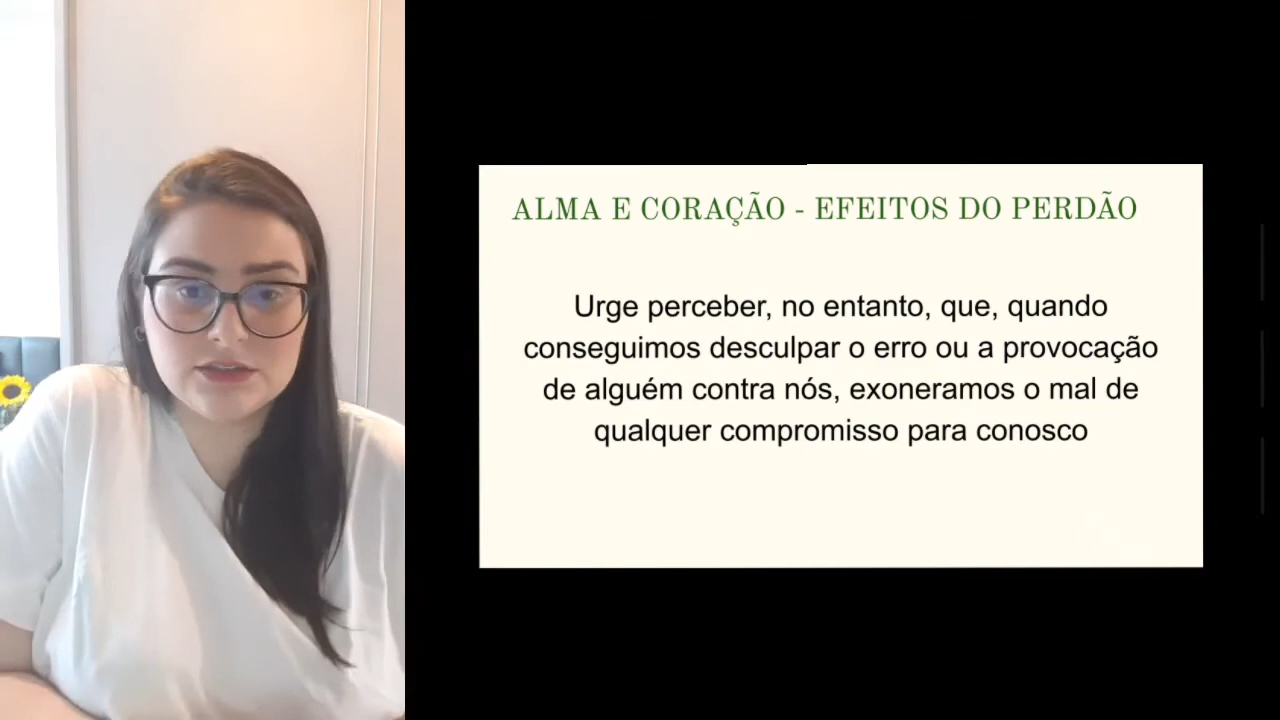 ALMA E CORAÇÃO - EFEITOS DO PERDÃO
Urge perceber, no entanto, que, quando
conseguimos desculpar o erro ou a provocação
de alguém contra nós, exoneramos o mal de
qualquer compromisso para conosco